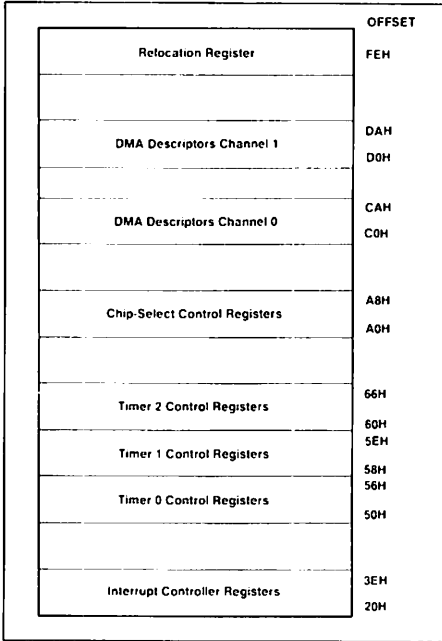 OFFSET
Relocation Register FEH
DAH
DMA Descriptors Channel 1
D0H
CAH
DMA Descriptors Channel 0
C0H
A8H
Chip-Select Control Registers
A0H
66H
Timer 2 Control Registers
60H
5EH
Timer 1 Control Registers
58H
56H
Timer 0 Control Registers
50H
3EH
Interrupt Controller Registers
20H